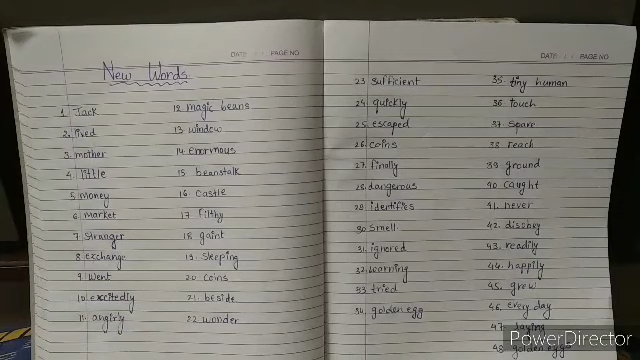 DATE PAGE NO
New Words
1. Jack
2. lived
3. mother
4. little
5. money
6. market
7. stranger
8. exchange
9. went
10. excitedly
11. angirly
12. magic beans
13. window
14. Enormous
15. beanstalk
16. castle
17. filthy
18. gaint
19. sleeping
20. coins
21. beside
22. wonder
DATE PAGE NO.
23. sufficient
24. quickly
25. escaped
26. coins
27. finally
28. dangerous
29. identifies
30. smell
31. ignored
32. learning
33. tried
34. golden egg
35. tiny human
36. touch
37. spare
38. reach
39. ground
40. caught
41. never
42. disobey
43. readily
44. happily
45. grew
46. every day
47. laying
48. golden eggs
PowerDirector